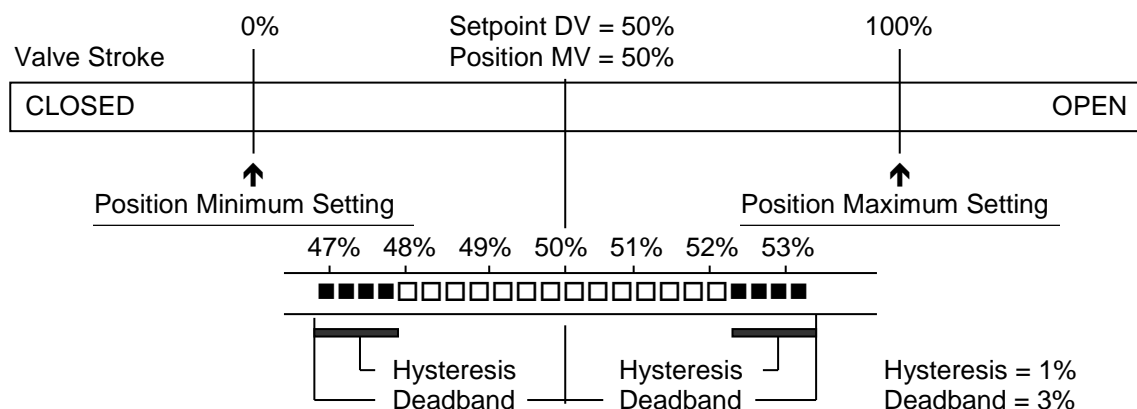 0% Setpoint DV = 50% 100%
Valve Stroke Position MV = 50%
CLOSED OPEN
Position Minimum Setting Position Maximum Setting
47% 48% 49% 50% 51% 52% 53%
Hysteresis Hysteresis Hysteresis = 1%
Deadband Deadband Deadband = 3%